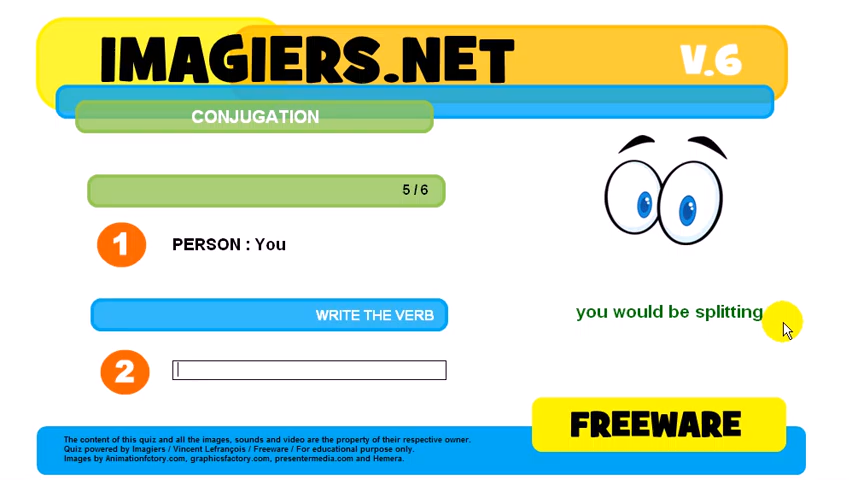 IMAGIERS.NET
V.6
CONJUGATION
5 / 6
1
PERSON : You
WRITE THE VERB
you would be splitting
2
FREEWARE
The content of this quiz and all the images, sounds and video are the property of their respective owner.
Quiz powered by Imagiers / Vincent Lefrançois / Freeware / For educational purpose only.
Images by Animationfctory.com, graphicsfactory.com, presentermedia.com and Hemera.